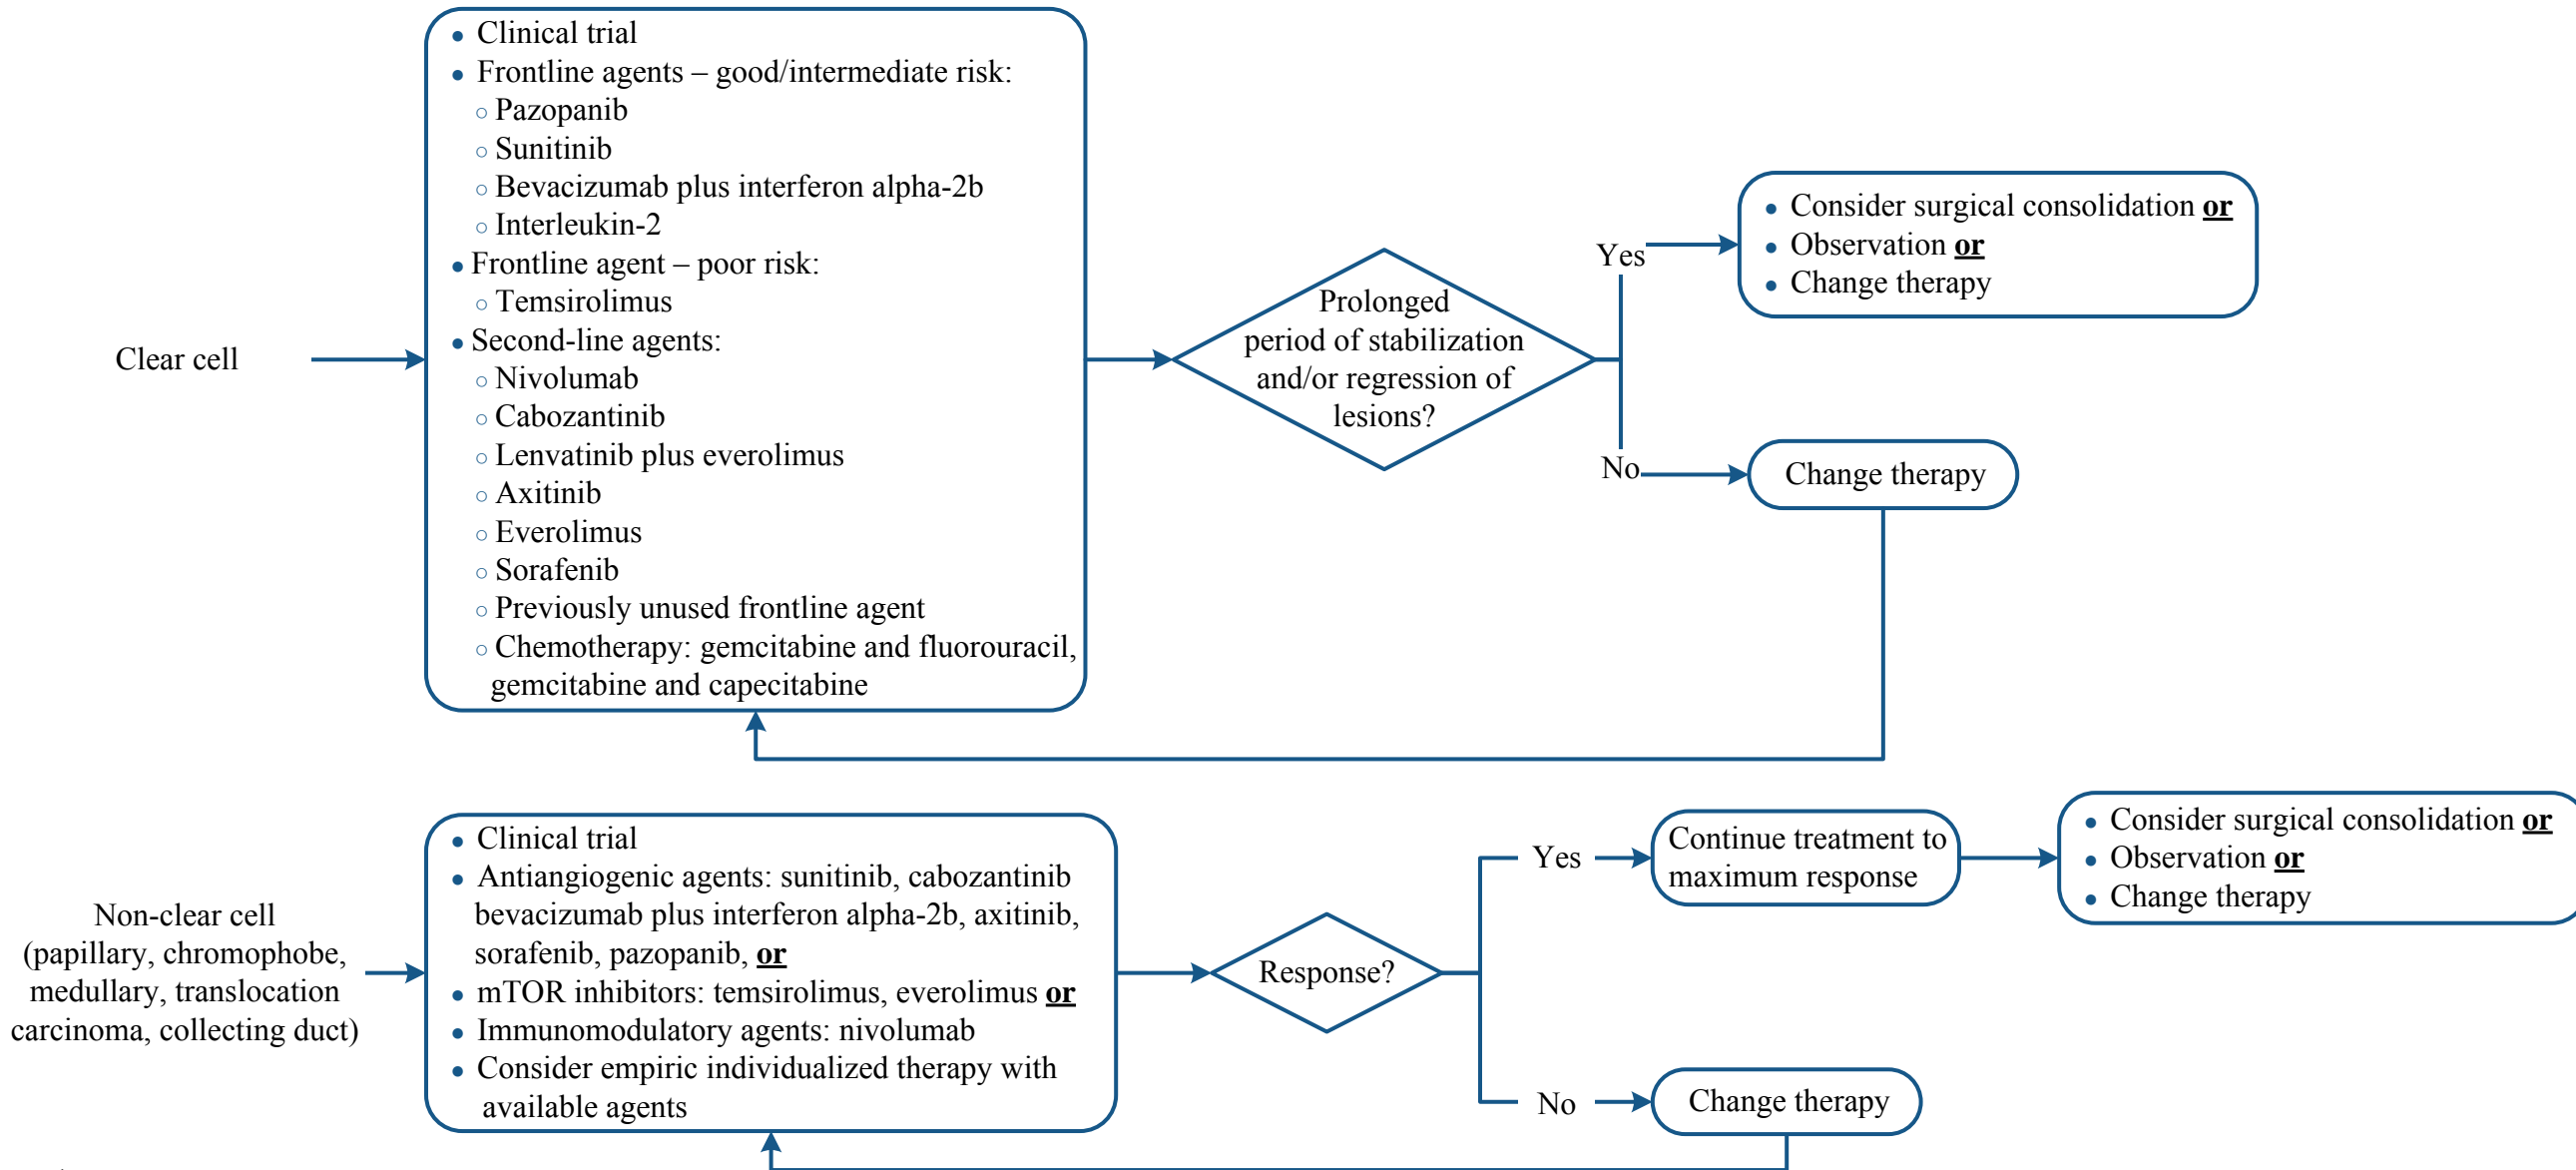 Clear cell
• Clinical trial
• Frontline agents – good/intermediate risk:
○ Pazopanib
○ Sunitinib
○ Bevacizumab plus interferon alpha-2b
○ Interleukin-2
• Frontline agent – poor risk:
○ Temsirolimus
• Second-line agents:
○ Nivolumab
○ Cabozantinib
○ Lenvatinib plus everolimus
○ Axitinib
○ Everolimus
○ Sorafenib
○ Previously unused frontline agent
○ Chemotherapy: gemcitabine and fluorouracil,
gemcitabine and capecitabine
Prolonged
period of stabilization
and/or regression of
lesions?
Yes
• Consider surgical consolidation or
• Observation or
• Change therapy
No
Change therapy
Non-clear cell
(papillary, chromophobe,
medullary, translocation
carcinoma, collecting duct)
• Clinical trial
• Antiangiogenic agents: sunitinib, cabozantinib
bevacizumab plus interferon alpha-2b, axitinib,
sorafenib, pazopanib, or
• mTOR inhibitors: temsirolimus, everolimus or
• Immunomodulatory agents: nivolumab
• Consider empiric individualized therapy with
available agents
Response?
Yes
Continue treatment to
maximum response
• Consider surgical consolidation or
• Observation or
• Change therapy
No
Change therapy